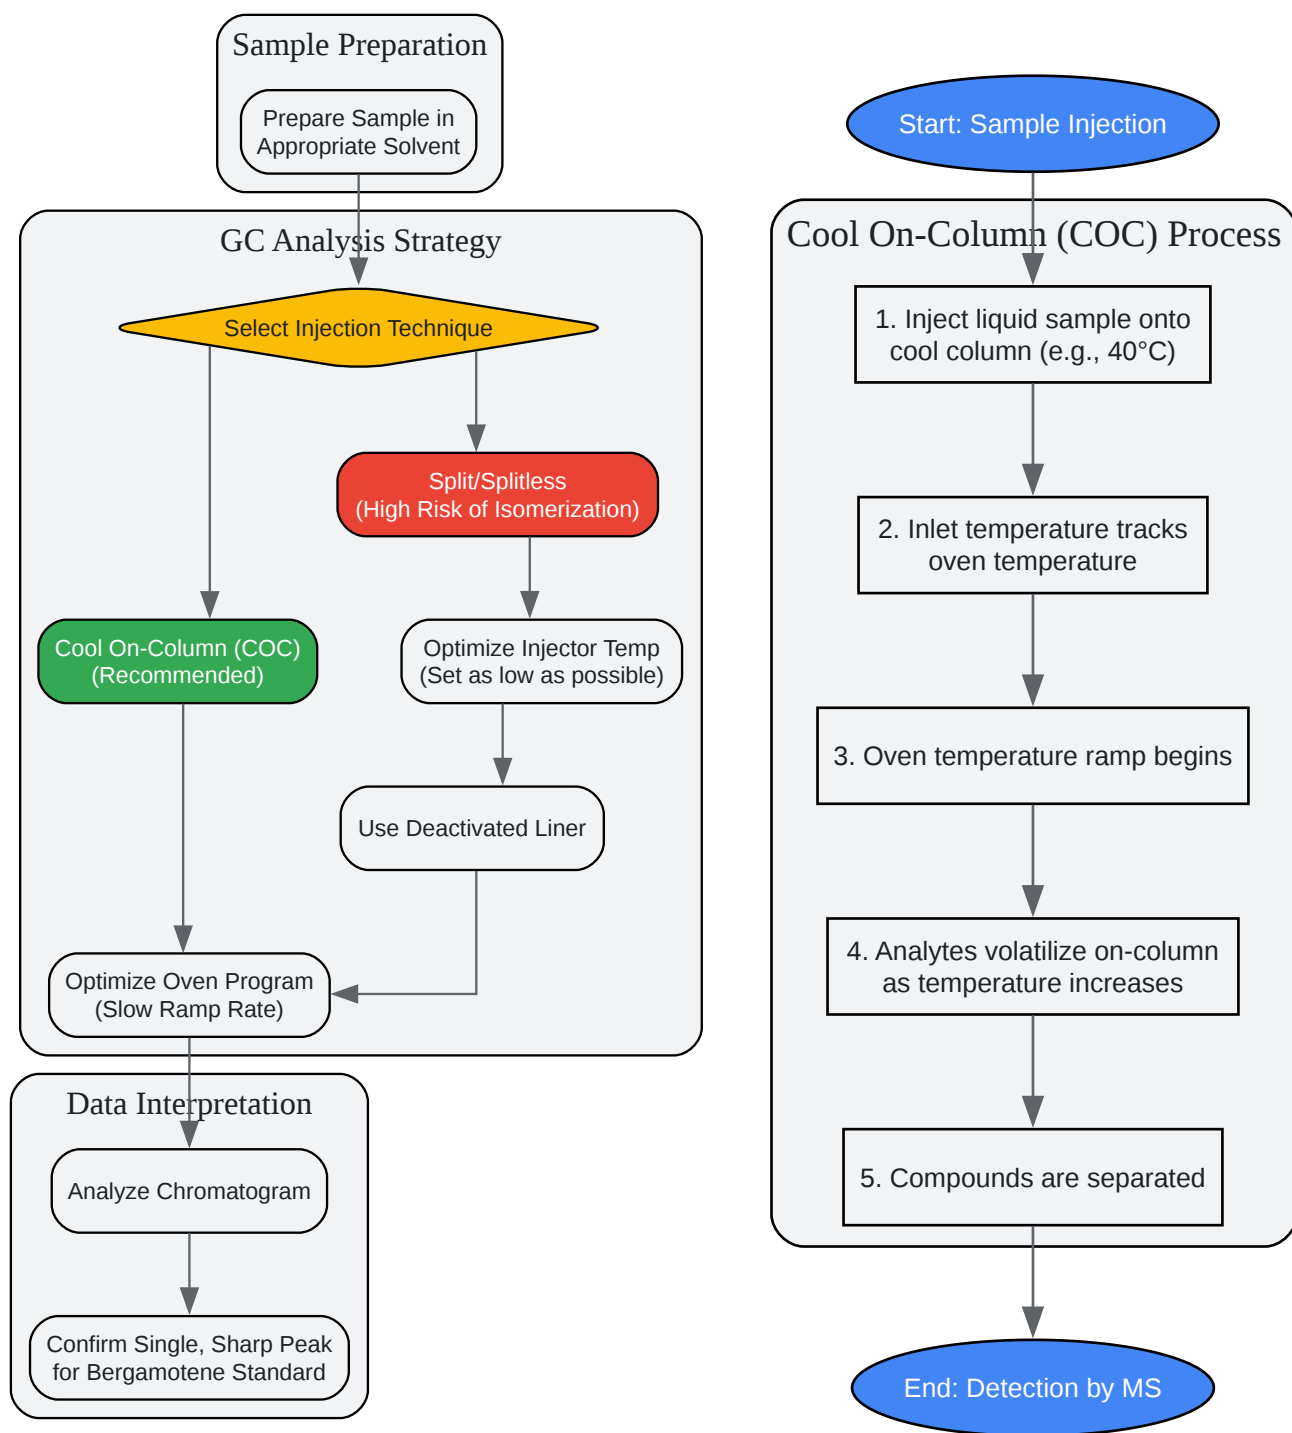 Sample Preparation
Prepare Sample in
Appropriate Solvent
GC Analysis Strategy
Select Injection Technique
Split/Splitless
(High Risk of Isomerization)
Cool On-Column (COC)
(Recommended)
Optimize Injector Temp
(Set as low as possible)
Use Deactivated Liner
Optimize Oven Program
(Slow Ramp Rate)
Data Interpretation
Analyze Chromatogram
Confirm Single, Sharp Peak
for Bergamotene Standard
Start: Sample Injection
Cool On-Column (COC) Process
1. Inject liquid sample onto
cool column (e.g., 40°C)
2. Inlet temperature tracks
oven temperature
3. Oven temperature ramp begins
4. Analytes volatilize on-column
as temperature increases
5. Compounds are separated
End: Detection by MS